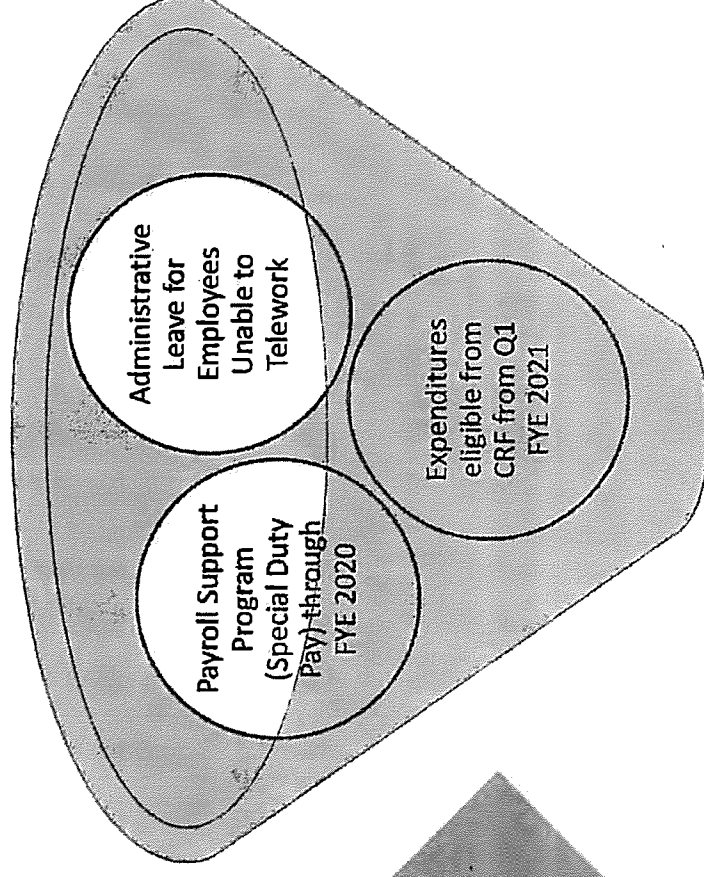 Payroll Support
Program
(Special Duty
Pay) through
FYE 2020
Administrative
Leave for
Employees
Unable to
Telework
Expenditures
eligible from
CRF from Q1
FYE 2021